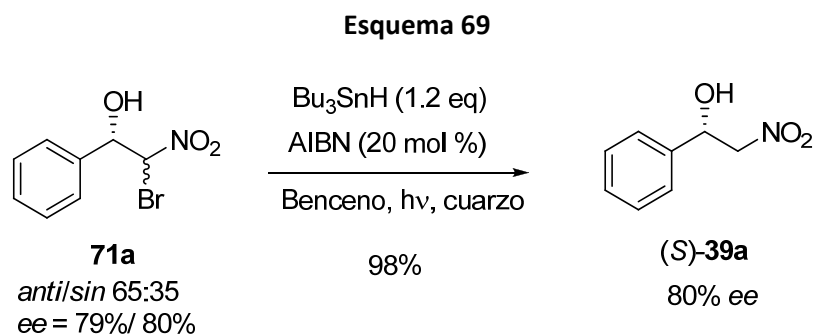 Esquema 69
OH
NO2
Br
71a
anti/sin 65:35
ee = 79%/ 80%
Bu3SnH (1.2 eq)
AIBN (20 mol %)
Benceno, hν, cuarzo
98%
OH
NO2
(S)-39a
80% ee